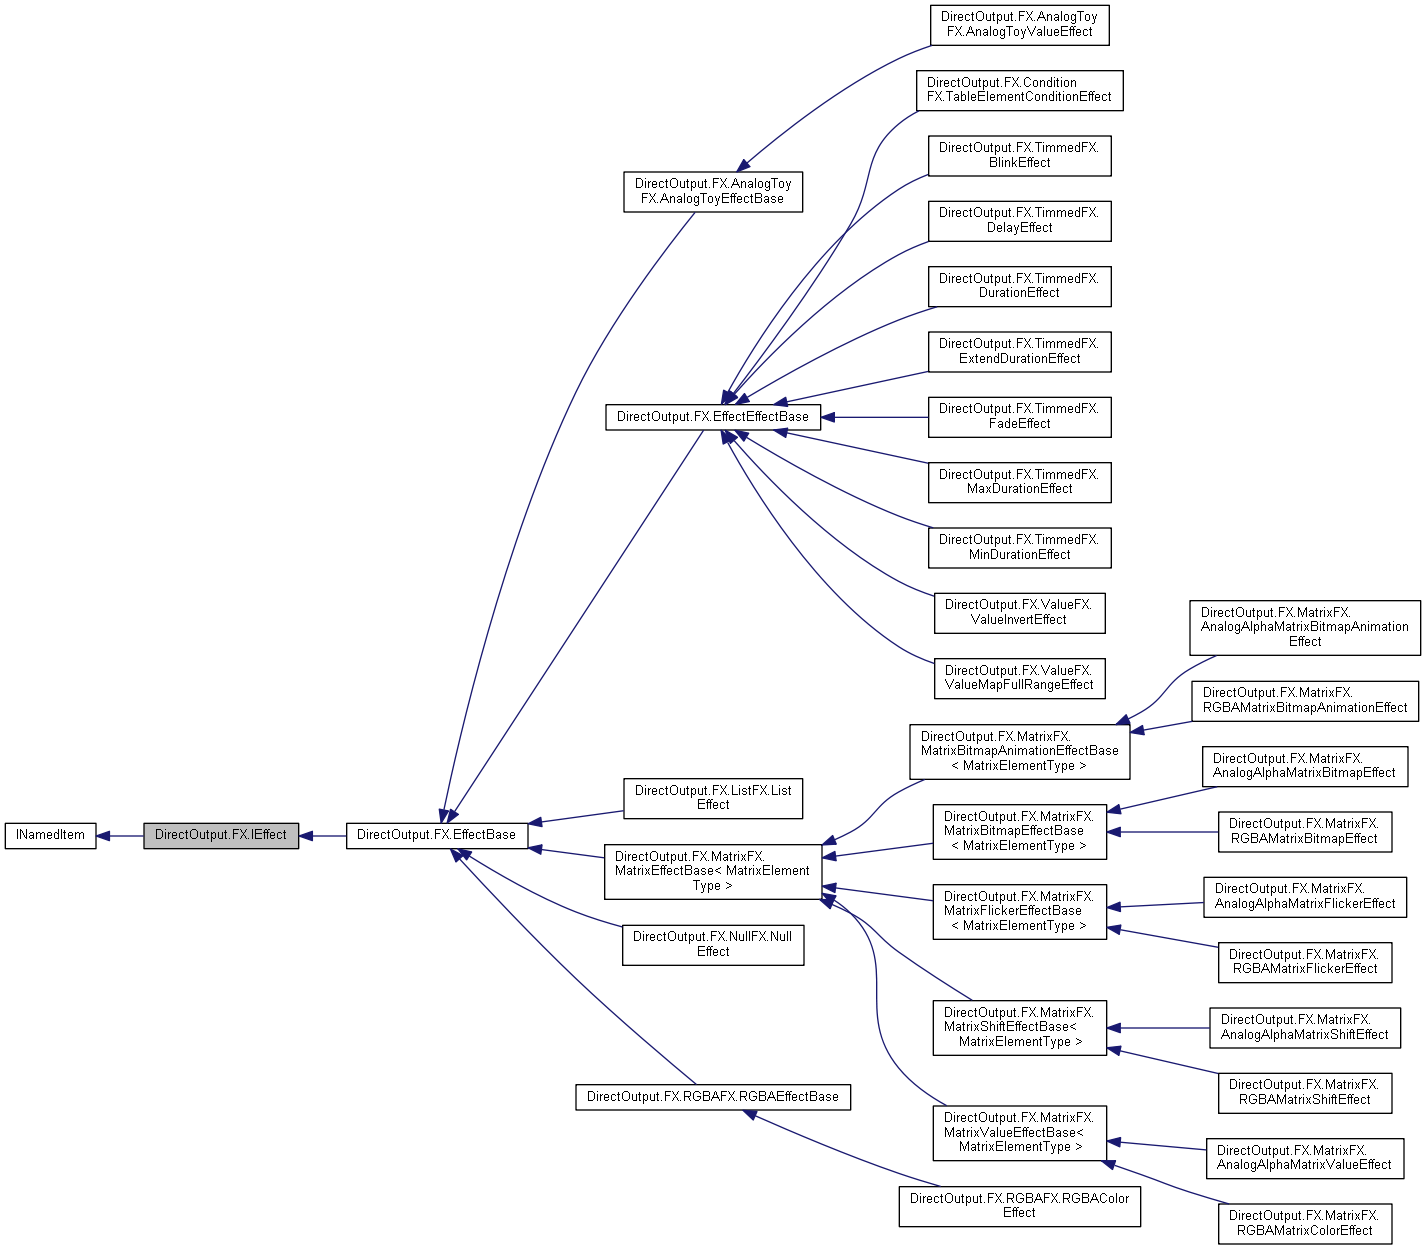 INamedItem
DirectOutput.FX.IEffect
DirectOutput.FX.EffectBase
DirectOutput.FX.AnalogToy
FX.AnalogToyEffectBase
DirectOutput.FX.EffectEffectBase
DirectOutput.FX.ListFX.List
Effect
DirectOutput.FX.MatrixFX.
MatrixEffectBase< MatrixElement
Type >
DirectOutput.FX.NullFX.Null
Effect
DirectOutput.FX.RGBAFX.RGBAEffectBase
DirectOutput.FX.AnalogToy
FX.AnalogToyValueEffect
DirectOutput.FX.Condition
FX.TableElementConditionEffect
DirectOutput.FX.TimmedFX.
BlinkEffect
DirectOutput.FX.TimmedFX.
DelayEffect
DirectOutput.FX.TimmedFX.
DurationEffect
DirectOutput.FX.TimmedFX.
ExtendDurationEffect
DirectOutput.FX.TimmedFX.
FadeEffect
DirectOutput.FX.TimmedFX.
MaxDurationEffect
DirectOutput.FX.TimmedFX.
MinDurationEffect
DirectOutput.FX.ValueFX.
ValueInvertEffect
DirectOutput.FX.ValueFX.
ValueMapFullRangeEffect
DirectOutput.FX.MatrixFX.
MatrixBitmapAnimationEffectBase
< MatrixElementType >
DirectOutput.FX.MatrixFX.
MatrixBitmapEffectBase
< MatrixElementType >
DirectOutput.FX.MatrixFX.
MatrixFlickerEffectBase
< MatrixElementType >
DirectOutput.FX.MatrixFX.
MatrixShiftEffectBase<
MatrixElementType >
DirectOutput.FX.MatrixFX.
MatrixValueEffectBase<
MatrixElementType >
DirectOutput.FX.RGBAFX.RGBAColor
Effect
DirectOutput.FX.MatrixFX.
AnalogAlphaMatrixBitmapAnimation
Effect
DirectOutput.FX.MatrixFX.
RGBAMatrixBitmapAnimationEffect
DirectOutput.FX.MatrixFX.
AnalogAlphaMatrixBitmapEffect
DirectOutput.FX.MatrixFX.
RGBAMatrixBitmapEffect
DirectOutput.FX.MatrixFX.
AnalogAlphaMatrixFlickerEffect
DirectOutput.FX.MatrixFX.
RGBAMatrixFlickerEffect
DirectOutput.FX.MatrixFX.
AnalogAlphaMatrixShiftEffect
DirectOutput.FX.MatrixFX.
RGBAMatrixShiftEffect
DirectOutput.FX.MatrixFX.
AnalogAlphaMatrixValueEffect
DirectOutput.FX.MatrixFX.
RGBAMatrixColorEffect